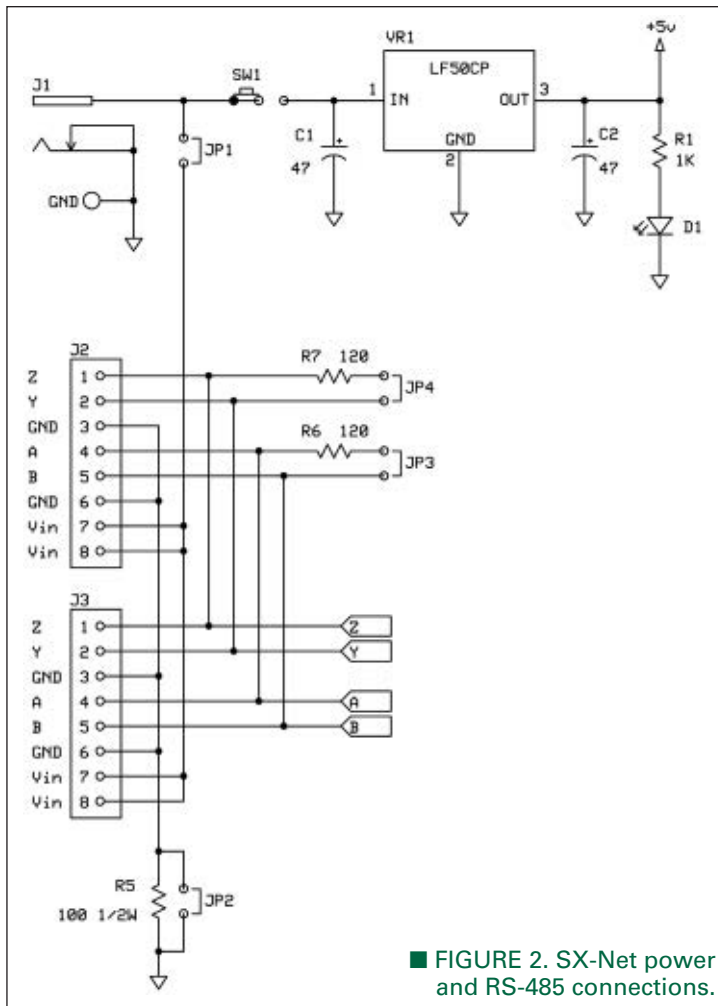 VR1
+5v
LF50CP
J1
SW1
1
IN
OUT
3
JP1
C1
+
47
GND
2
C2
+
47
R1
1K
GND
D1
J2
Z 1
Y 2
GND 3
A 4
B 5
GND 6
Vin 7
Vin 8
R7 120
JP4
R6 120
JP3
J3
Z 1
Y 2
GND 3
A 4
B 5
GND 6
Vin 7
Vin 8
Z
Y
A
B
R5
100 1/2W
JP2
■ FIGURE 2. SX-Net power
and RS-485 connections.